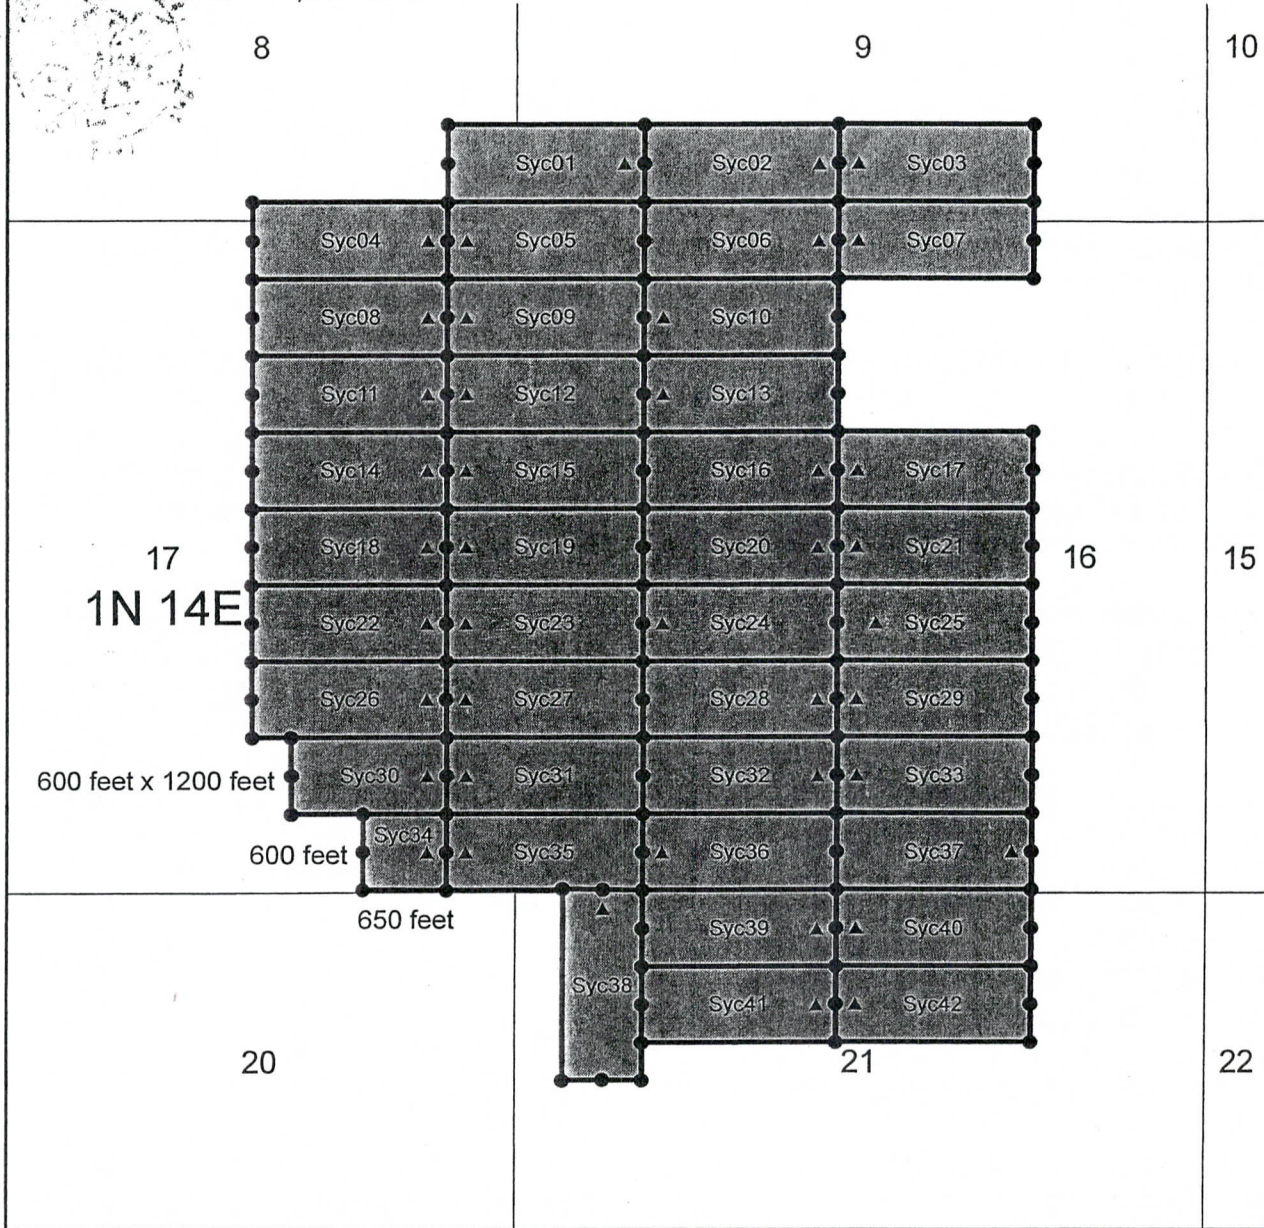 8 9 10
Syc01 Syc02 Syc03
Syc04 Syc05 Syc06 Syc07
Syc08 Syc09 Syc10
Syc11 Syc12 Syc13
Syc14 Syc15 Syc16 Syc17
17 Syc18 Syc19 Syc20 Syc21 16 15
1N 14E Syc22 Syc23 Syc24 Syc25
Syc26 Syc27 Syc28 Syc29
600 feet x 1200 feet Syc30 Syc31 Syc32 Syc33
Syc34
600 feet Syc35 Syc36 Syc37
650 feet Syc39 Syc40
Syc38
Syc41 Syc42
20 21 22